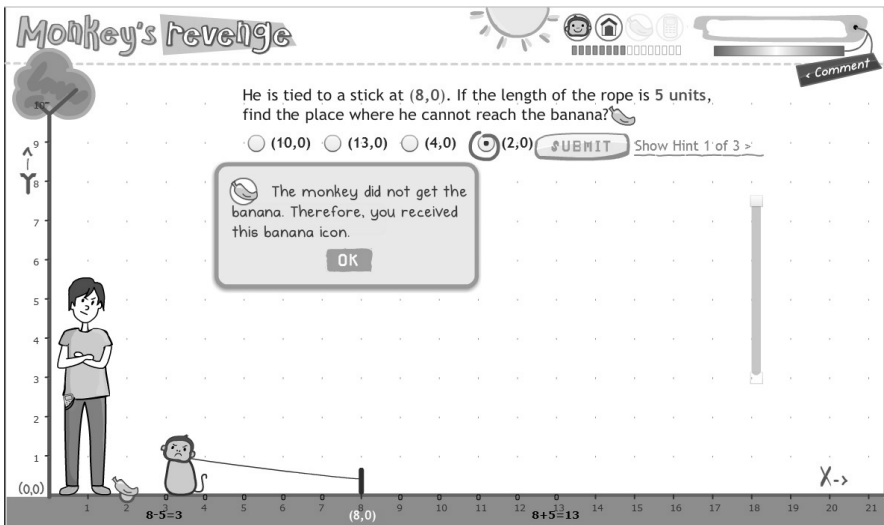 Monkey's revenge
< Comment
He is tied to a stick at (8,0). If the length of the rope is 5 units,
find the place where he cannot reach the banana?
(10,0) (13,0) (4,0) (2,0) SUBMIT Show Hint 1 of 3 >
The monkey did not get the
banana. Therefore, you received
this banana icon.
OK
Y->
10
9
8
7
6
5
4
3
2
1
(0,0)
X->
1 2 3 4 5 6 7 8 9 10 11 12 13 14 15 16 17 18 19 20 21
8-5=3 (8,0) 8+5=13